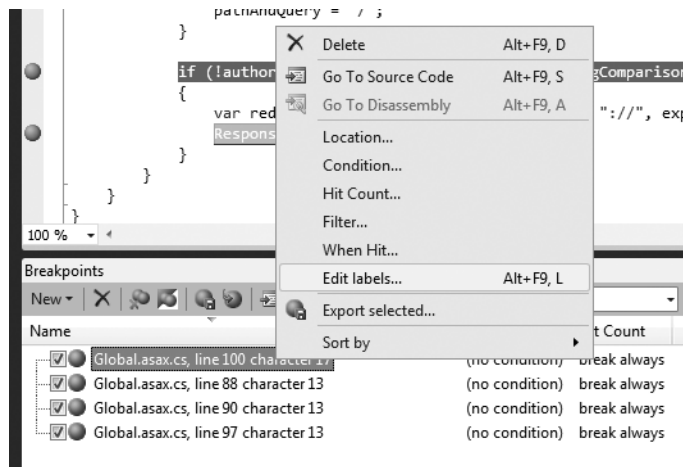 pathAndQuery = "/";
}
if (!author gComparison
{
var red "://", exp
Respons
}
}
}
}
Delete Alt+F9, D
Go To Source Code Alt+F9, S
Go To Disassembly Alt+F9, A
Location...
Condition...
Hit Count...
Filter...
When Hit...
Edit labels... Alt+F9, L
Export selected...
Sort by
100 %
Breakpoints
New
Name t Count
Global.asax.cs, line 100 character 17 (no condition) break always
Global.asax.cs, line 88 character 13 (no condition) break always
Global.asax.cs, line 90 character 13 (no condition) break always
Global.asax.cs, line 97 character 13 (no condition) break always